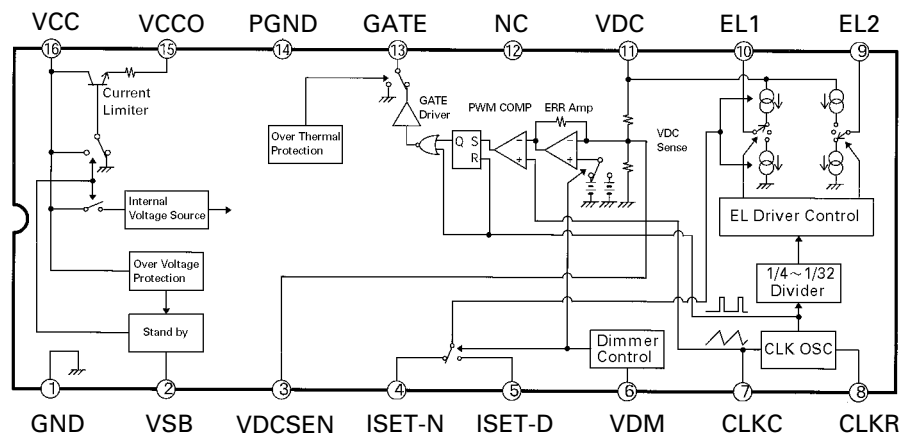 VCC VCCO PGND GATE NC VDC EL1 EL2
16 15 14 13 12 11 10 9
Current
Limiter
GATE
Driver
PWM COMP
ERR Amp
Over Thermal
Protection
Q S
R
VDC
Sense
Internal
Voltage Source
EL Driver Control
Over Voltage
Protection
1/4～1/32
Divider
Stand by
Dimmer
Control
CLK OSC
1 2 3 4 5 6 7 8
GND VSB VDCSEN ISET-N ISET-D VDM CLKC CLKR